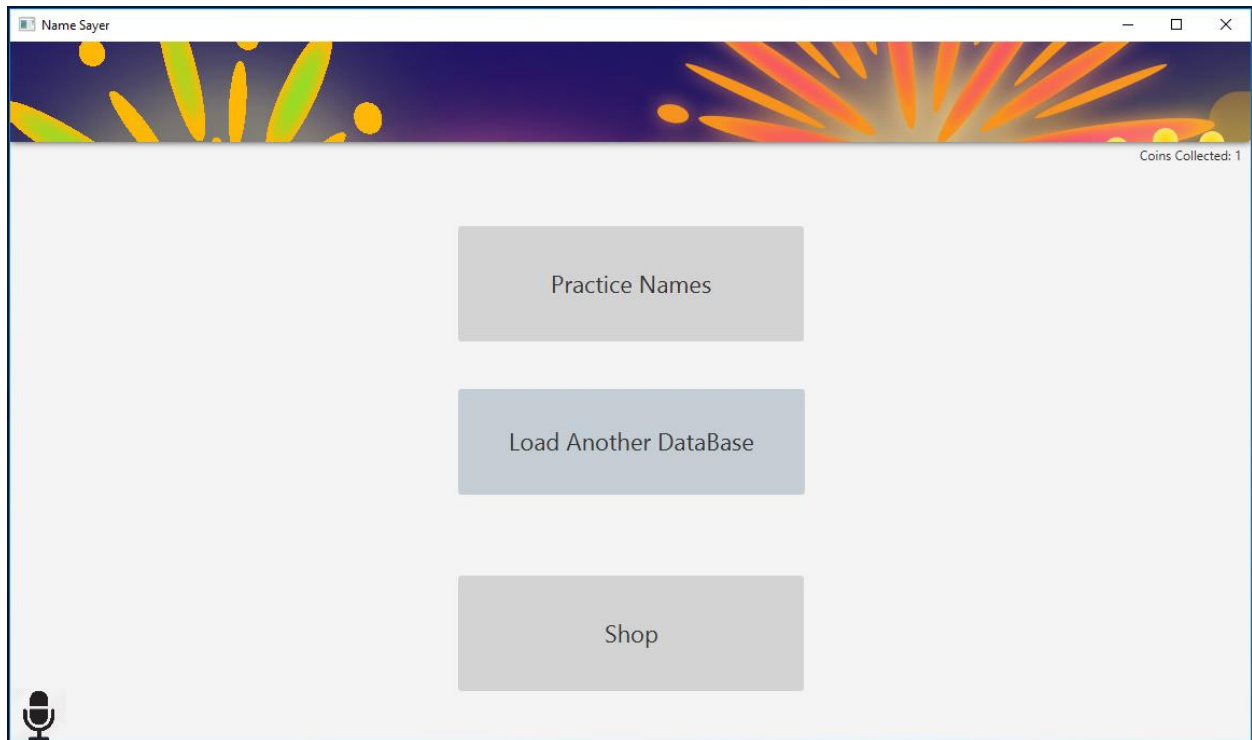 Name Sayer
Coins Collected: 1
Practice Names
Load Another DataBase
Shop